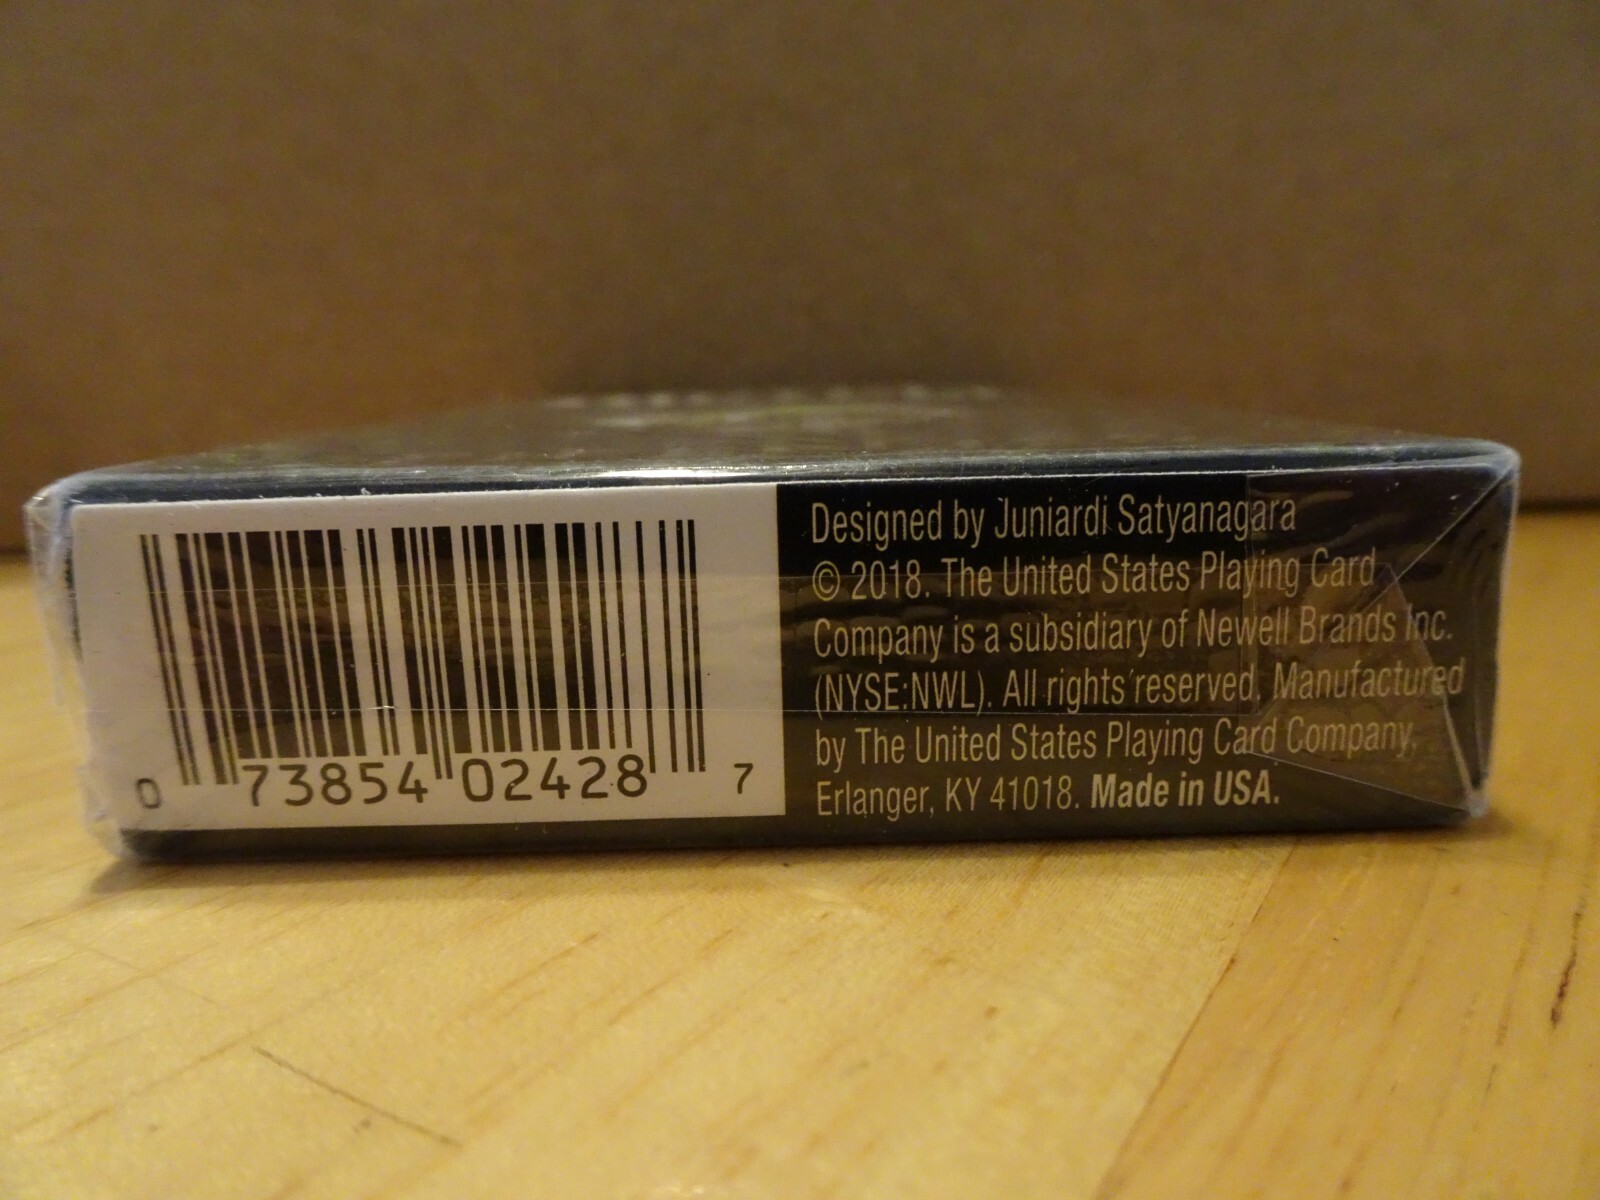 0 73854 02428 7
Designed by Juniardi Satyanagara
© 2018. The United States Playing Card
Company is a subsidiary of Newell Brands Inc.
(NYSE:NWL). All rights reserved. Manufactured
by The United States Playing Card Company,
Erlanger, KY 41018. Made in USA.